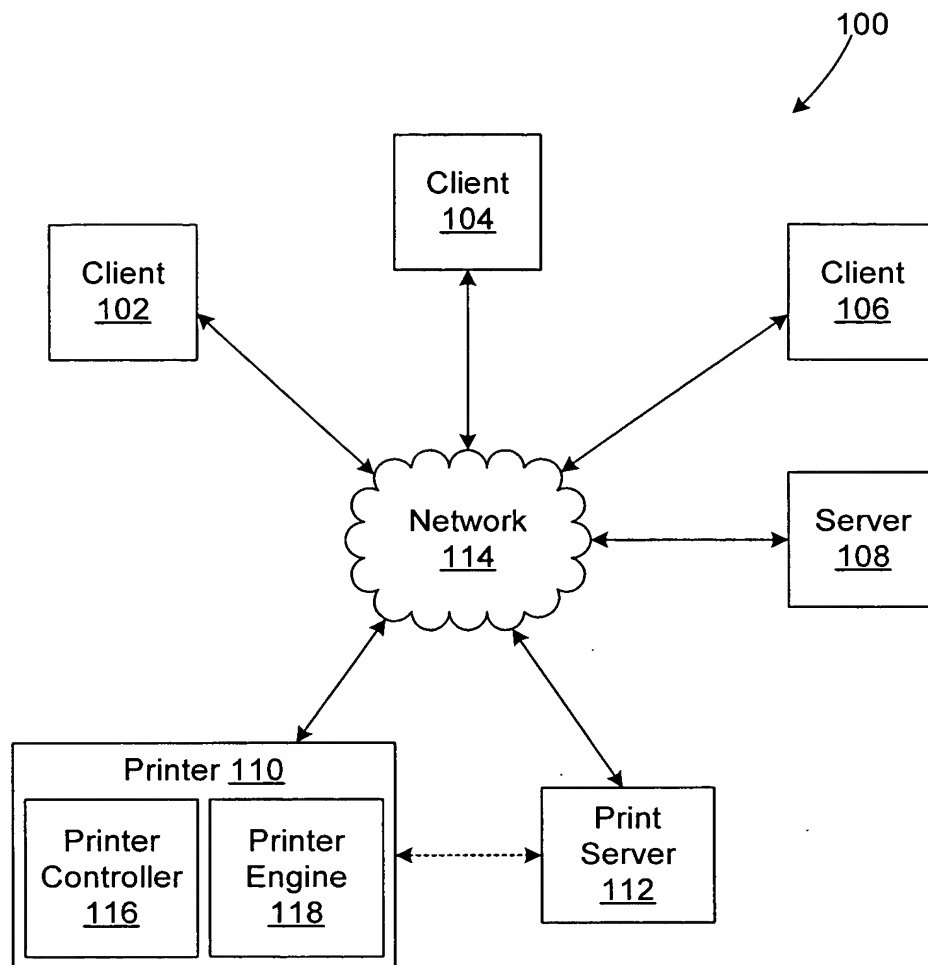 100
Client
104
Client
102
Client
106
Network
114
Server
108
Printer 110
Printer
Controller
116
Printer
Engine
118
Print
Server
112